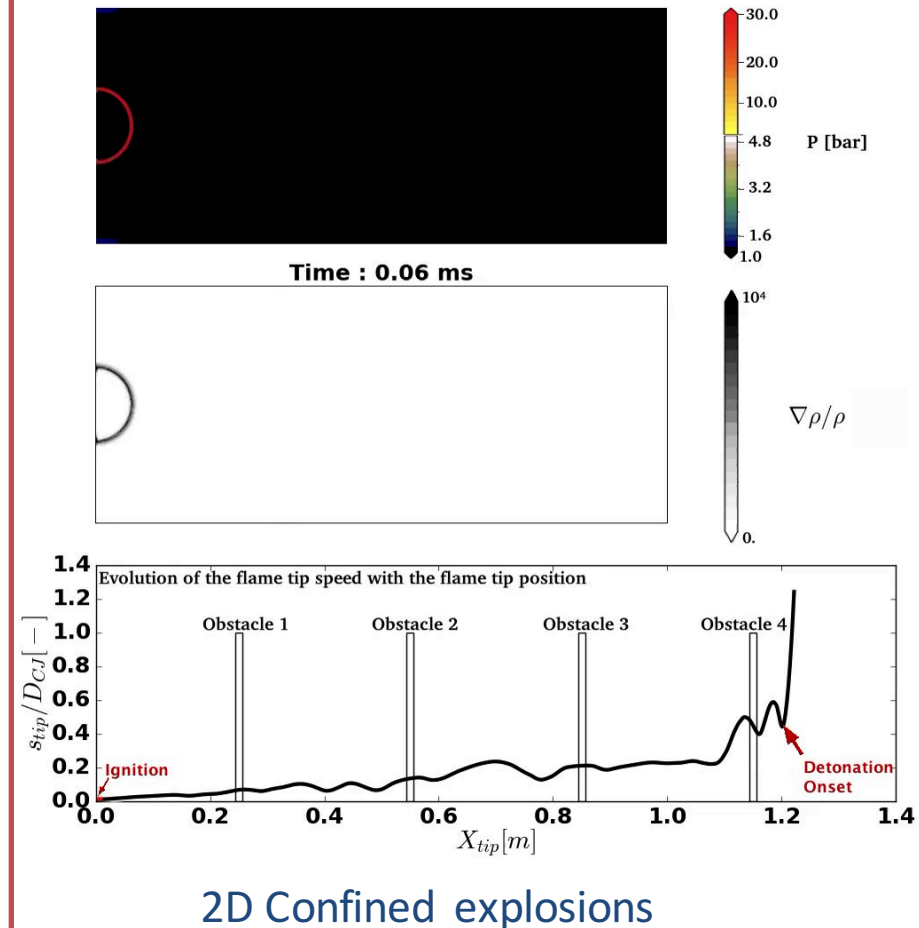 30.0
20.0
10.0
4.8
3.2
1.6
1.0
P [bar]
Time : 0.06 ms
10⁴
0.
∇ρ/ρ
Evolution of the flame tip speed with the flame tip position
Obstacle 1 Obstacle 2 Obstacle 3 Obstacle 4
1.4
1.2
1.0
0.8
0.6
0.4
0.2
0.0
s_tip/D_CJ[−]
Ignition
Detonation
Onset
0.0 0.2 0.4 0.6 0.8 1.0 1.2 1.4
X_tip[m]
2D Confined explosions